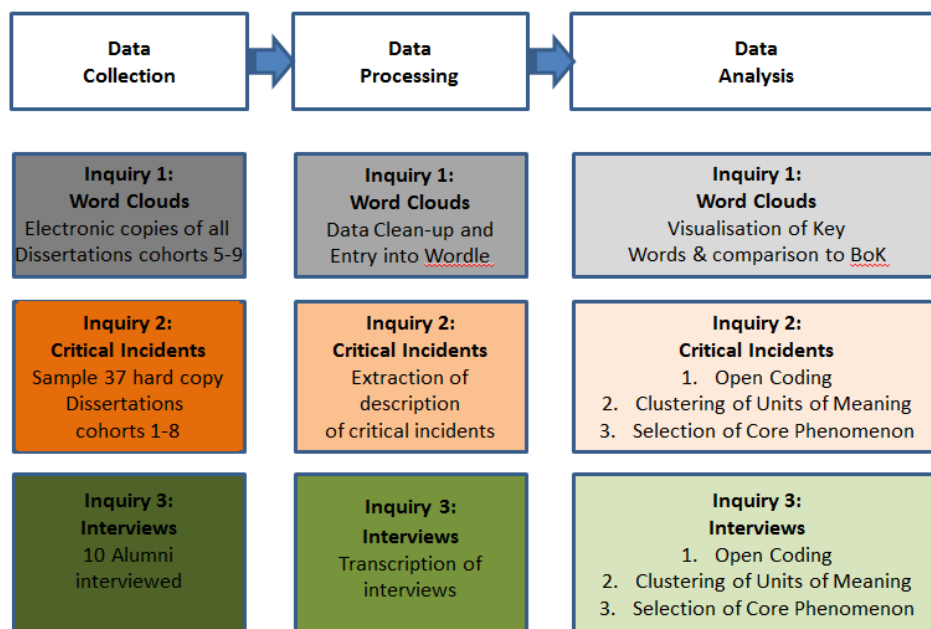 Data
Collection
Data
Processing
Data
Analysis
Inquiry 1:
Word Clouds
Electronic copies of all
Dissertations cohorts 5-9
Inquiry 1:
Word Clouds
Data Clean-up and
Entry into Wordle
Inquiry 1:
Word Clouds
Visualisation of Key
Words & comparison to BoK
Inquiry 2:
Critical Incidents
Sample 37 hard copy
Dissertations
cohorts 1-8
Inquiry 2:
Critical Incidents
Extraction of
description
of critical incidents
Inquiry 2:
Critical Incidents
1. Open Coding
2. Clustering of Units of Meaning
3. Selection of Core Phenomenon
Inquiry 3:
Interviews
10 Alumni
interviewed
Inquiry 3:
Interviews
Transcription of
interviews
Inquiry 3:
Interviews
1. Open Coding
2. Clustering of Units of Meaning
3. Selection of Core Phenomenon